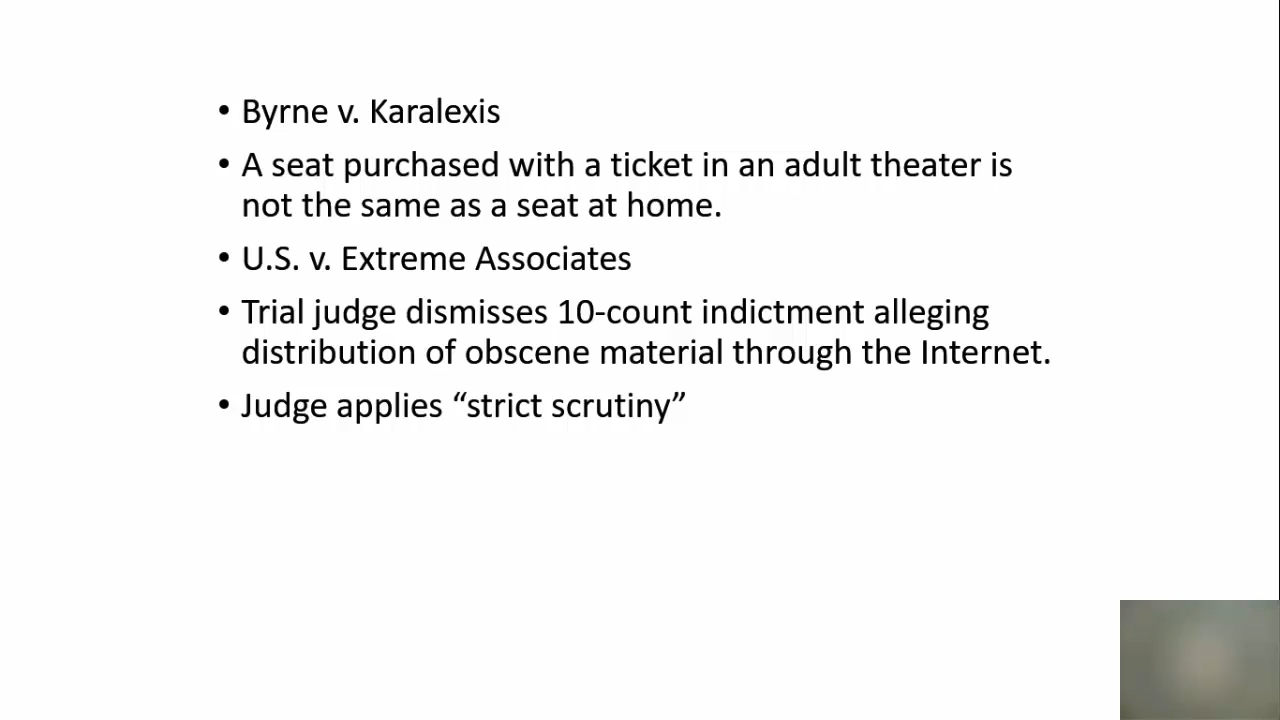 • Byrne v. Karalexis
• A seat purchased with a ticket in an adult theater is
not the same as a seat at home.
• U.S. v. Extreme Associates
• Trial judge dismisses 10-count indictment alleging
distribution of obscene material through the Internet.
• Judge applies “strict scrutiny”